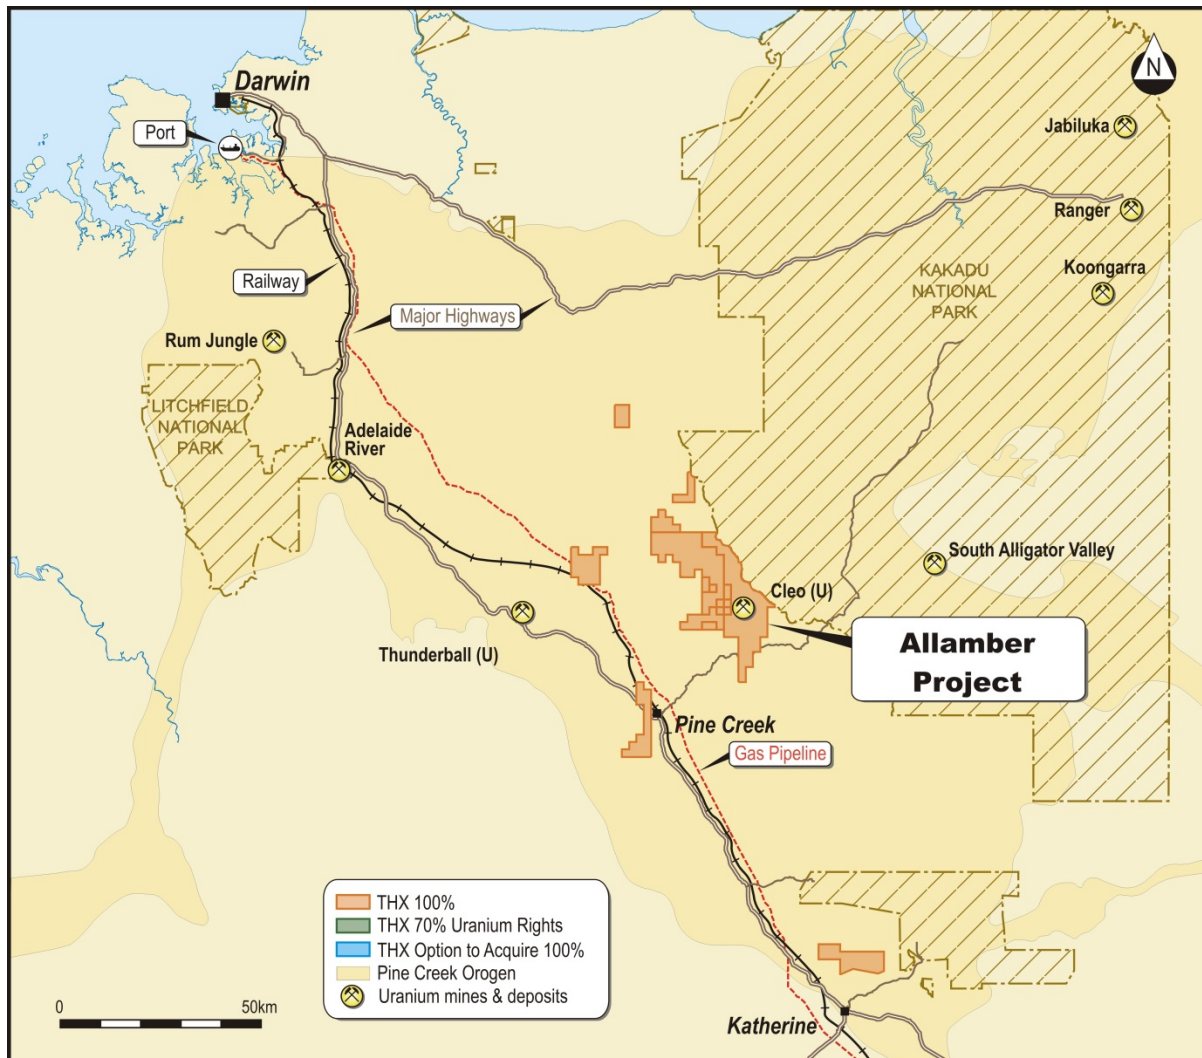 Darwin
Port
N
Jabiluka
Ranger
Koongarra
KAKADU
NATIONAL
PARK
Railway
Major Highways
Rum Jungle
LITCHFIELD
NATIONAL
PARK
Adelaide
River
South Alligator Valley
Cleo (U)
Thunderball (U)
Allamber
Project
Pine Creek
Gas Pipeline
THX 100%
THX 70% Uranium Rights
THX Option to Acquire 100%
Pine Creek Orogen
Uranium mines & deposits
0 50km
Katherine